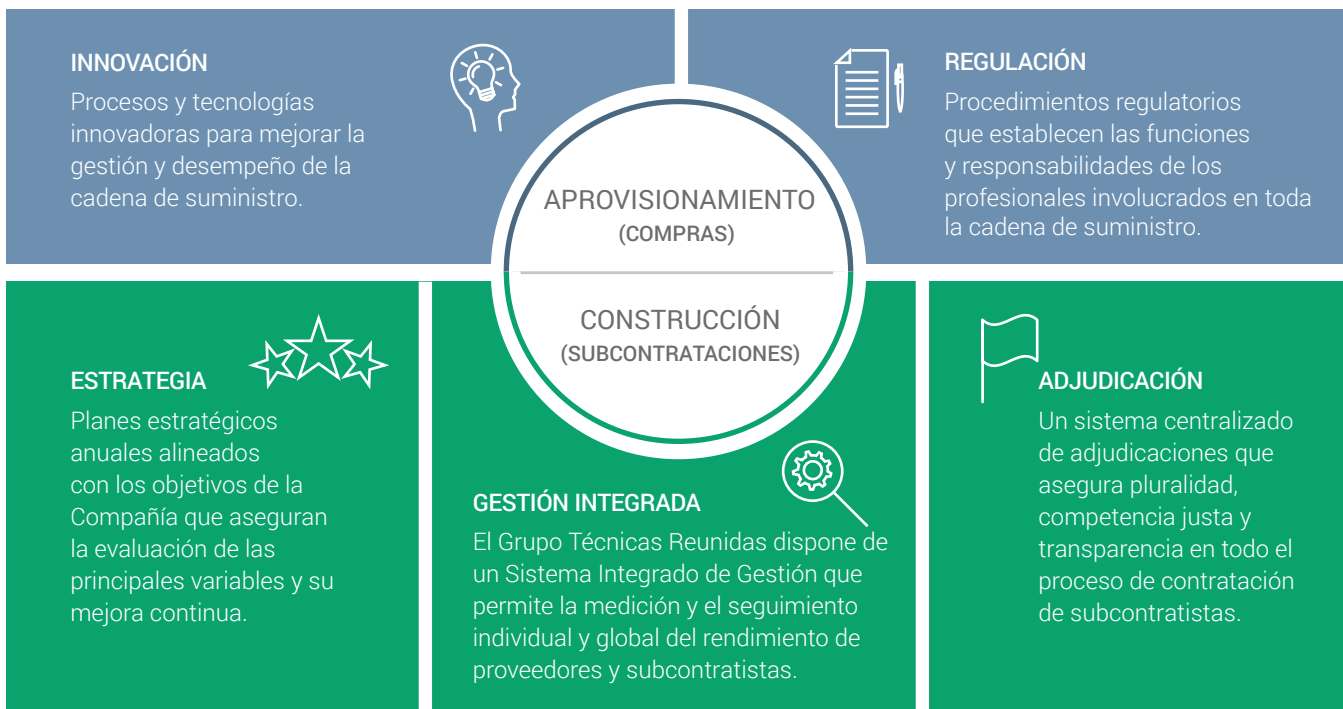 INNOVACIÓN
Procesos y tecnologías
innovadoras para mejorar la
gestión y desempeño de la
cadena de suministro.
REGULACIÓN
Procedimientos regulatorios
que establecen las funciones
y responsabilidades de los
profesionales involucrados en toda
la cadena de suministro.
APROVISIONAMIENTO
(COMPRAS)
CONSTRUCCIÓN
(SUBCONTRATACIONES)
ESTRATEGIA
Planes estratégicos
anuales alineados
con los objetivos de la
Compañía que aseguran
la evaluación de las
principales variables y su
mejora continua.
GESTIÓN INTEGRADA
El Grupo Técnicas Reunidas dispone de
un Sistema Integrado de Gestión que
permite la medición y el seguimiento
individual y global del rendimiento de
proveedores y subcontratistas.
ADJUDICACIÓN
Un sistema centralizado
de adjudicaciones que
asegura pluralidad,
competencia justa y
transparencia en todo el
proceso de contratación
de subcontratistas.